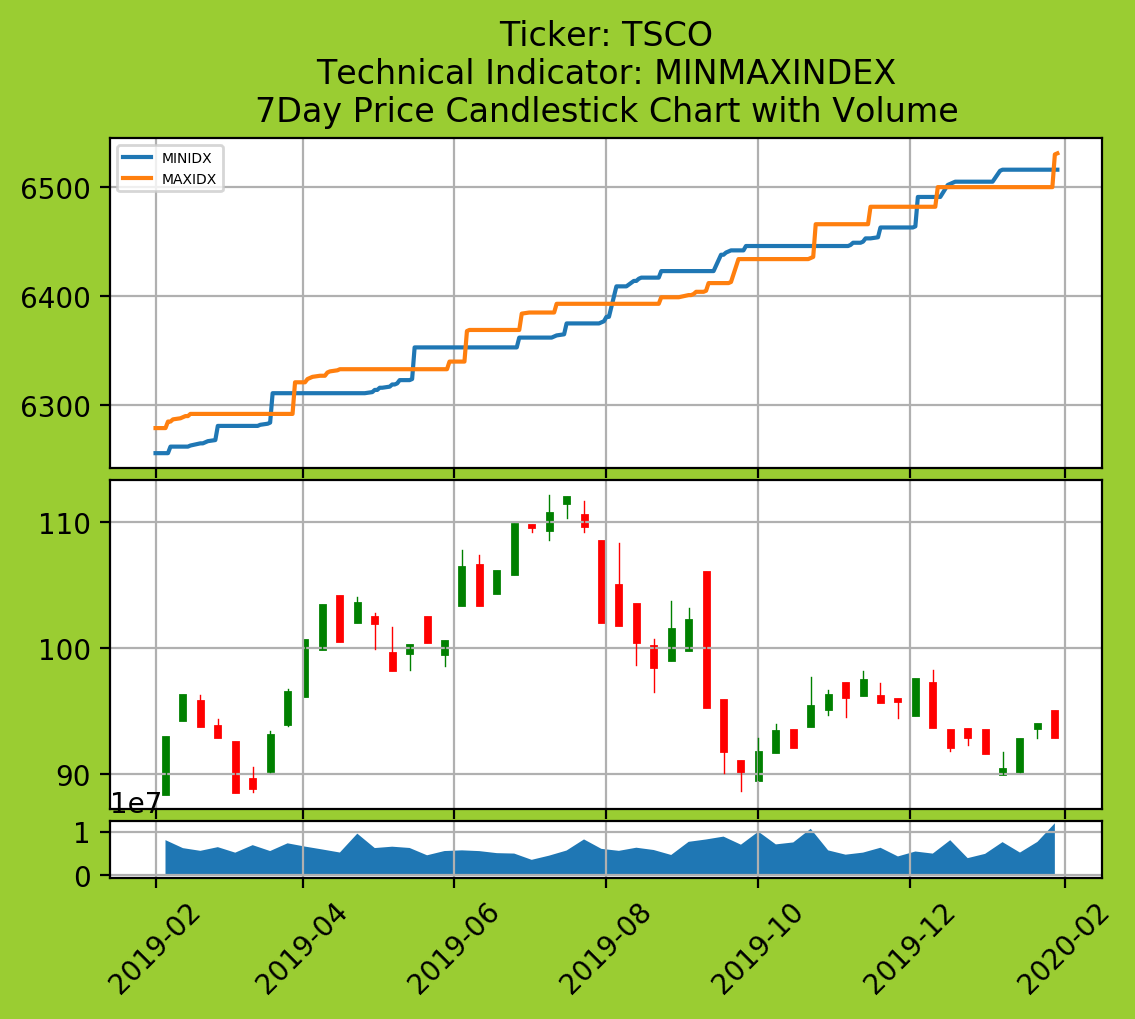 Ticker: TSCO
Technical Indicator: MINMAXINDEX
7Day Price Candlestick Chart with Volume
MINIDX
MAXIDX
6500
6400
6300
110
100
90
1e7
1
0
2019-02
2019-04
2019-06
2019-08
2019-10
2019-12
2020-02